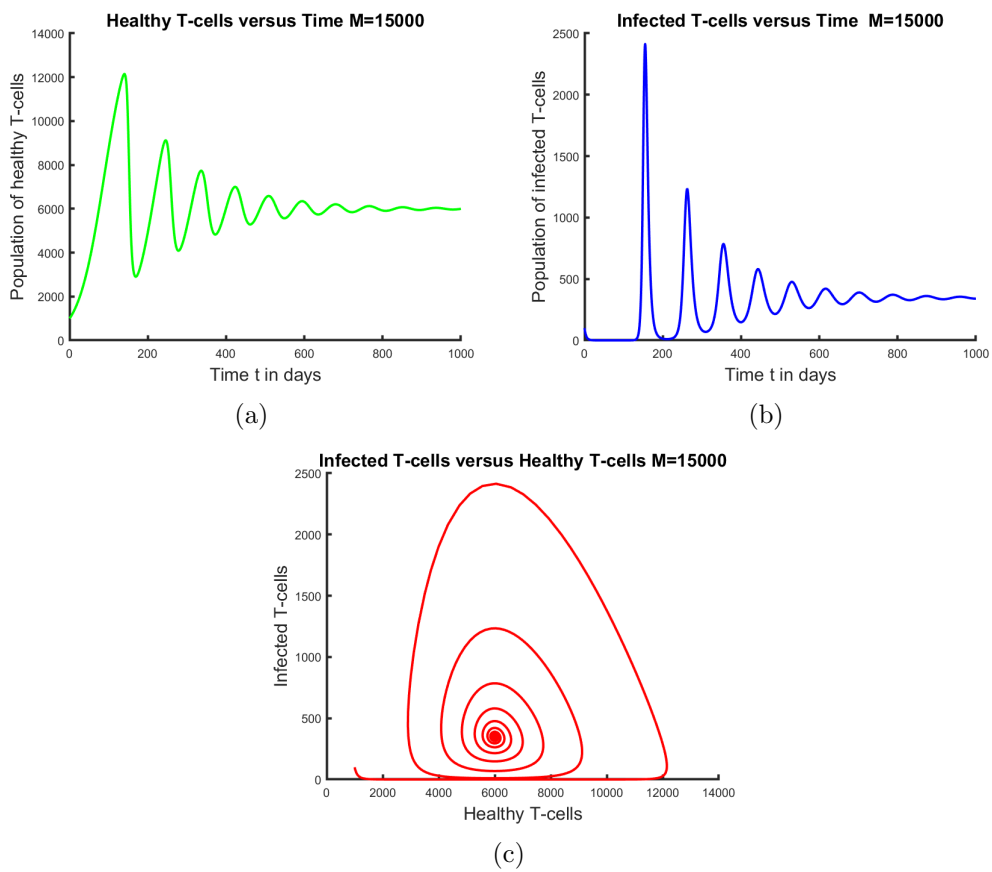 Healthy T-cells versus Time M=15000
Population of healthy T-cells
14000
12000
10000
8000
6000
4000
2000
0
0 200 400 600 800 1000
Time t in days
(a)
Infected T-cells versus Time M=15000
Population of infected T-cells
2500
2000
1500
1000
500
0
0 200 400 600 800 1000
Time t in days
(b)
Infected T-cells versus Healthy T-cells M=15000
Infected T-cells
2500
2000
1500
1000
500
0
0 2000 4000 6000 8000 10000 12000 14000
Healthy T-cells
(c)